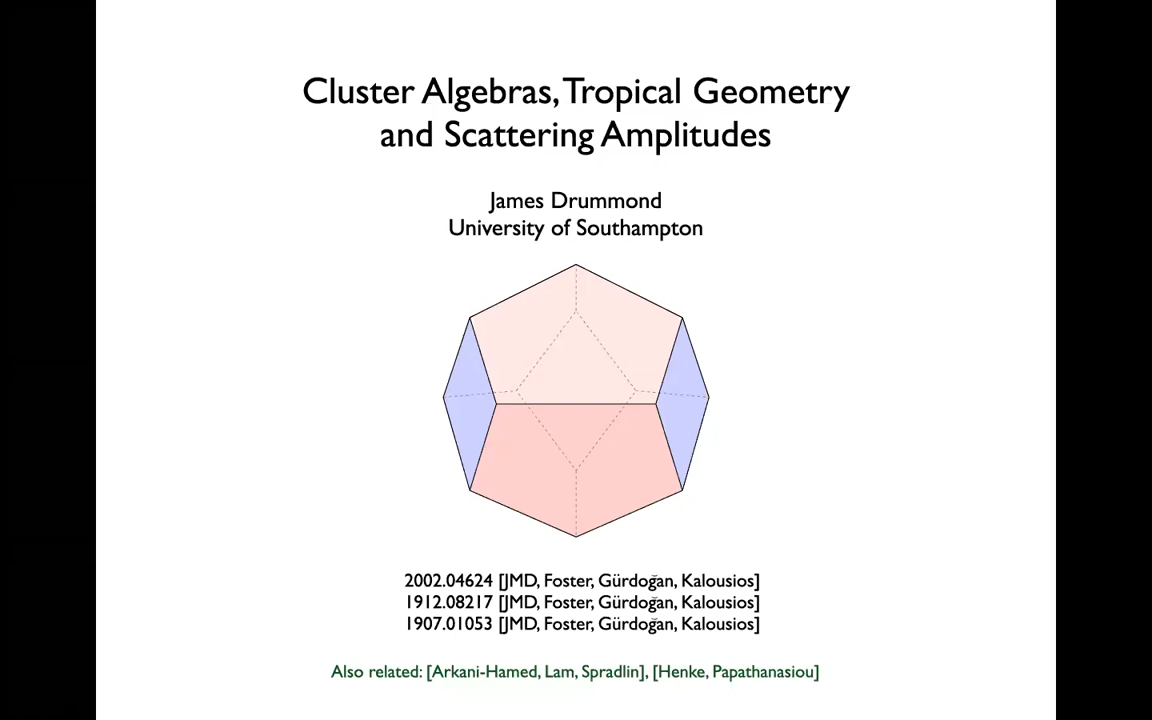 Cluster Algebras, Tropical Geometry
and Scattering Amplitudes
James Drummond
University of Southampton
2002.04624 [JMD, Foster, Gürdoğan, Kalousios]
1912.08217 [JMD, Foster, Gürdoğan, Kalousios]
1907.01053 [JMD, Foster, Gürdoğan, Kalousios]
Also related: [Arkani-Hamed, Lam, Spradlin], [Henke, Papathanasiou]